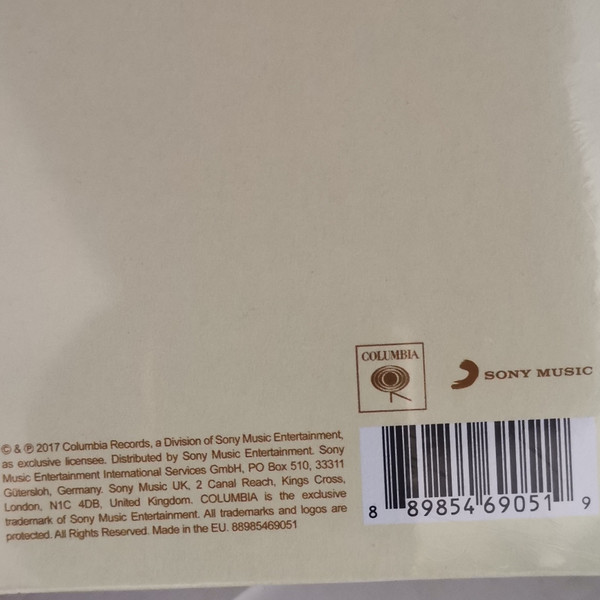 COLUMBIA
SONY MUSIC
© & ℗ 2017 Columbia Records, a Division of Sony Music Entertainment,
as exclusive licensee. Distributed by Sony Music Entertainment. Sony
Music Entertainment International Services GmbH, PO Box 510, 33311
Gütersloh, Germany. Sony Music UK, 2 Canal Reach, Kings Cross,
London, N1C 4DB, United Kingdom. COLUMBIA is the exclusive
trademark of Sony Music Entertainment. All trademarks and logos are
protected. All Rights Reserved. Made in the EU. 88985469051
8 89854 69051 9